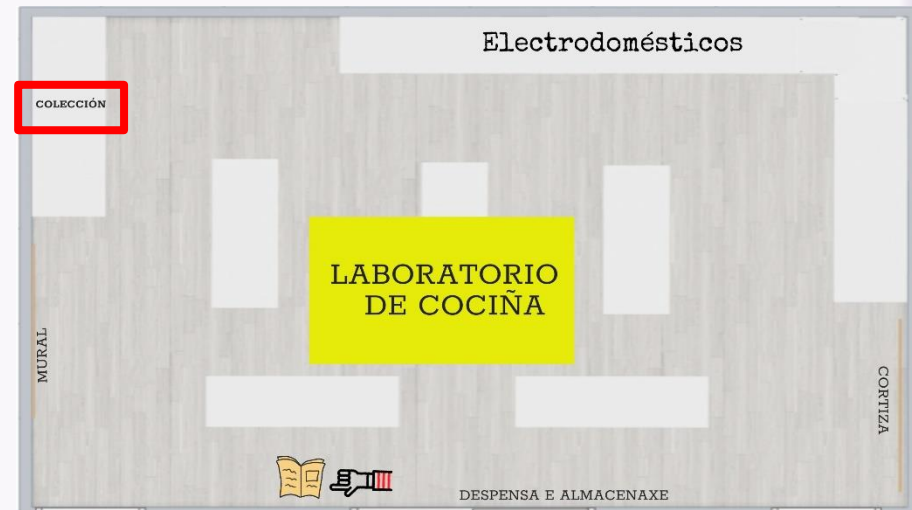 Electrodomésticos
COLECCIÓN
LABORATORIO
DE COCIÑA
MURAL
CORTIZA
DESPENSA E ALMACENAXE